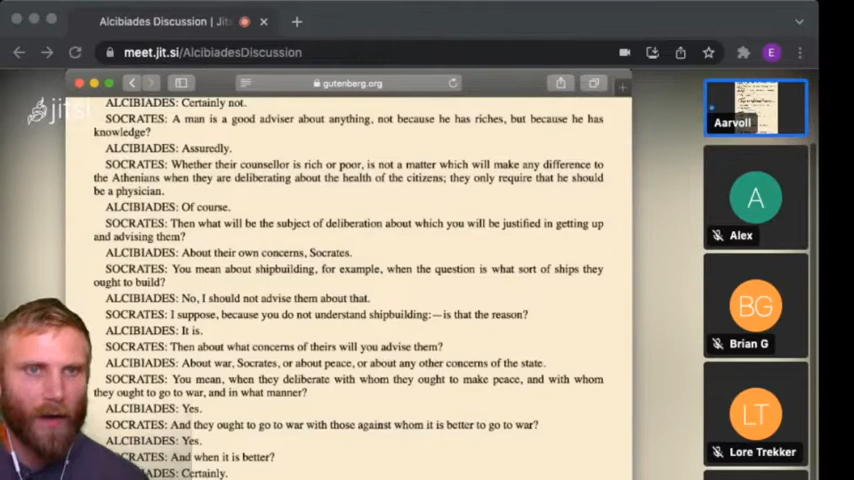 Alcibiades Discussion | Jits
meet.jit.si/AlcibiadesDiscussion
E
gutenberg.org
jitsi
ALCIBIADES: Certainly not.
SOCRATES: A man is a good adviser about anything, not because he has riches, but because he has
knowledge?
ALCIBIADES: Assuredly.
SOCRATES: Whether their counsellor is rich or poor, is not a matter which will make any difference to
the Athenians when they are deliberating about the health of the citizens; they only require that he should
be a physician.
ALCIBIADES: Of course.
SOCRATES: Then what will be the subject of deliberation about which you will be justified in getting up
and advising them?
ALCIBIADES: About their own concerns, Socrates.
SOCRATES: You mean about shipbuilding, for example, when the question is what sort of ships they
ought to build?
ALCIBIADES: No, I should not advise them about that.
SOCRATES: I suppose, because you do not understand shipbuilding:—is that the reason?
ALCIBIADES: It is.
SOCRATES: Then about what concerns of theirs will you advise them?
ALCIBIADES: About war, Socrates, or about peace, or about any other concerns of the state.
SOCRATES: You mean, when they deliberate with whom they ought to make peace, and with whom
they ought to go to war, and in what manner?
ALCIBIADES: Yes.
SOCRATES: And they ought to go to war with those against whom it is better to go to war?
ALCIBIADES: Yes.
SOCRATES: And when it is better?
ADES: Certainly.
Aarvoll
A
Alex
BG
Brian G
LT
Lore Trekker